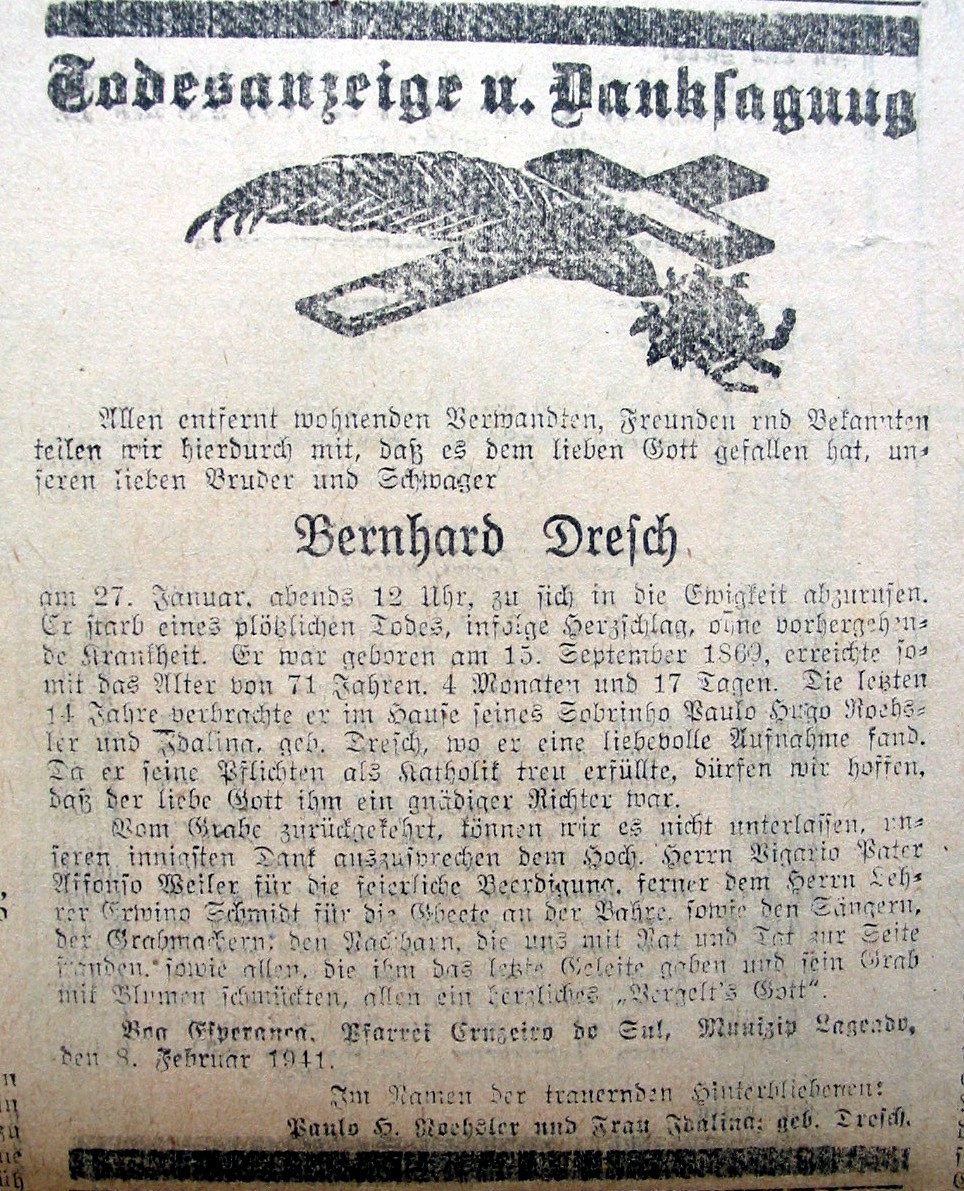 Todesanzeige u. Danksagung
Allen entfernt wohnenden Verwandten, Freunden rnd Bekannten
teilen wir hierdurch mit, daß es dem lieben Gott gefallen hat, un-
seren lieben Bruder und Schwager
Bernhard Dresch
am 27. Januar, abends 12 Uhr, zu sich in die Ewigkeit abzurufen.
Er starb eines plötzlichen Todes, infolge Herzschlag, ohne vorhergehen-
de Krankheit. Er war geboren am 15. September 1869, erreichte so-
mit das Alter von 71 Jahren, 4 Monaten und 17 Tagen. Die letzten
14 Jahre verbrachte er im Hause seines Sobrinho Paulo Hugo Noehs-
ler und Idalina, geb. Dresch, wo er eine liebevolle Aufnahme fand.
Da er seine Pflichten als Katholik treu erfüllte, dürfen wir hoffen,
daß der liebe Gott ihm ein gnädiger Richter war.
Vom Grabe zurückgekehrt, können wir es nicht unterlassen, un-
seren innigsten Dank auszusprechen dem Hoch. Herrn Vigario Pater
Affonso Weiler für die feierliche Beerdigung, ferner dem Herrn Leh-
rer Erwino Schmidt für die Gbeete an der Bahre, sowie den Sängern,
der Grabmachern; den Nachbarn, die uns mit Rat und Tat zur Seite
standen, sowie allen, die ihm das letzte Geleite gaben und sein Grab
mit Blumen schmückten, allen ein herzliches „Vergelt's Gott“.
Boa Esperança, Pfarrei Cruzeiro do Sul, Munizip Lageado,
den 8. Februar 1941.
Im Namen der trauernden Hinterbliebenen:
Paulo H. Noehsler und Frau Idalina; geb. Dresch.